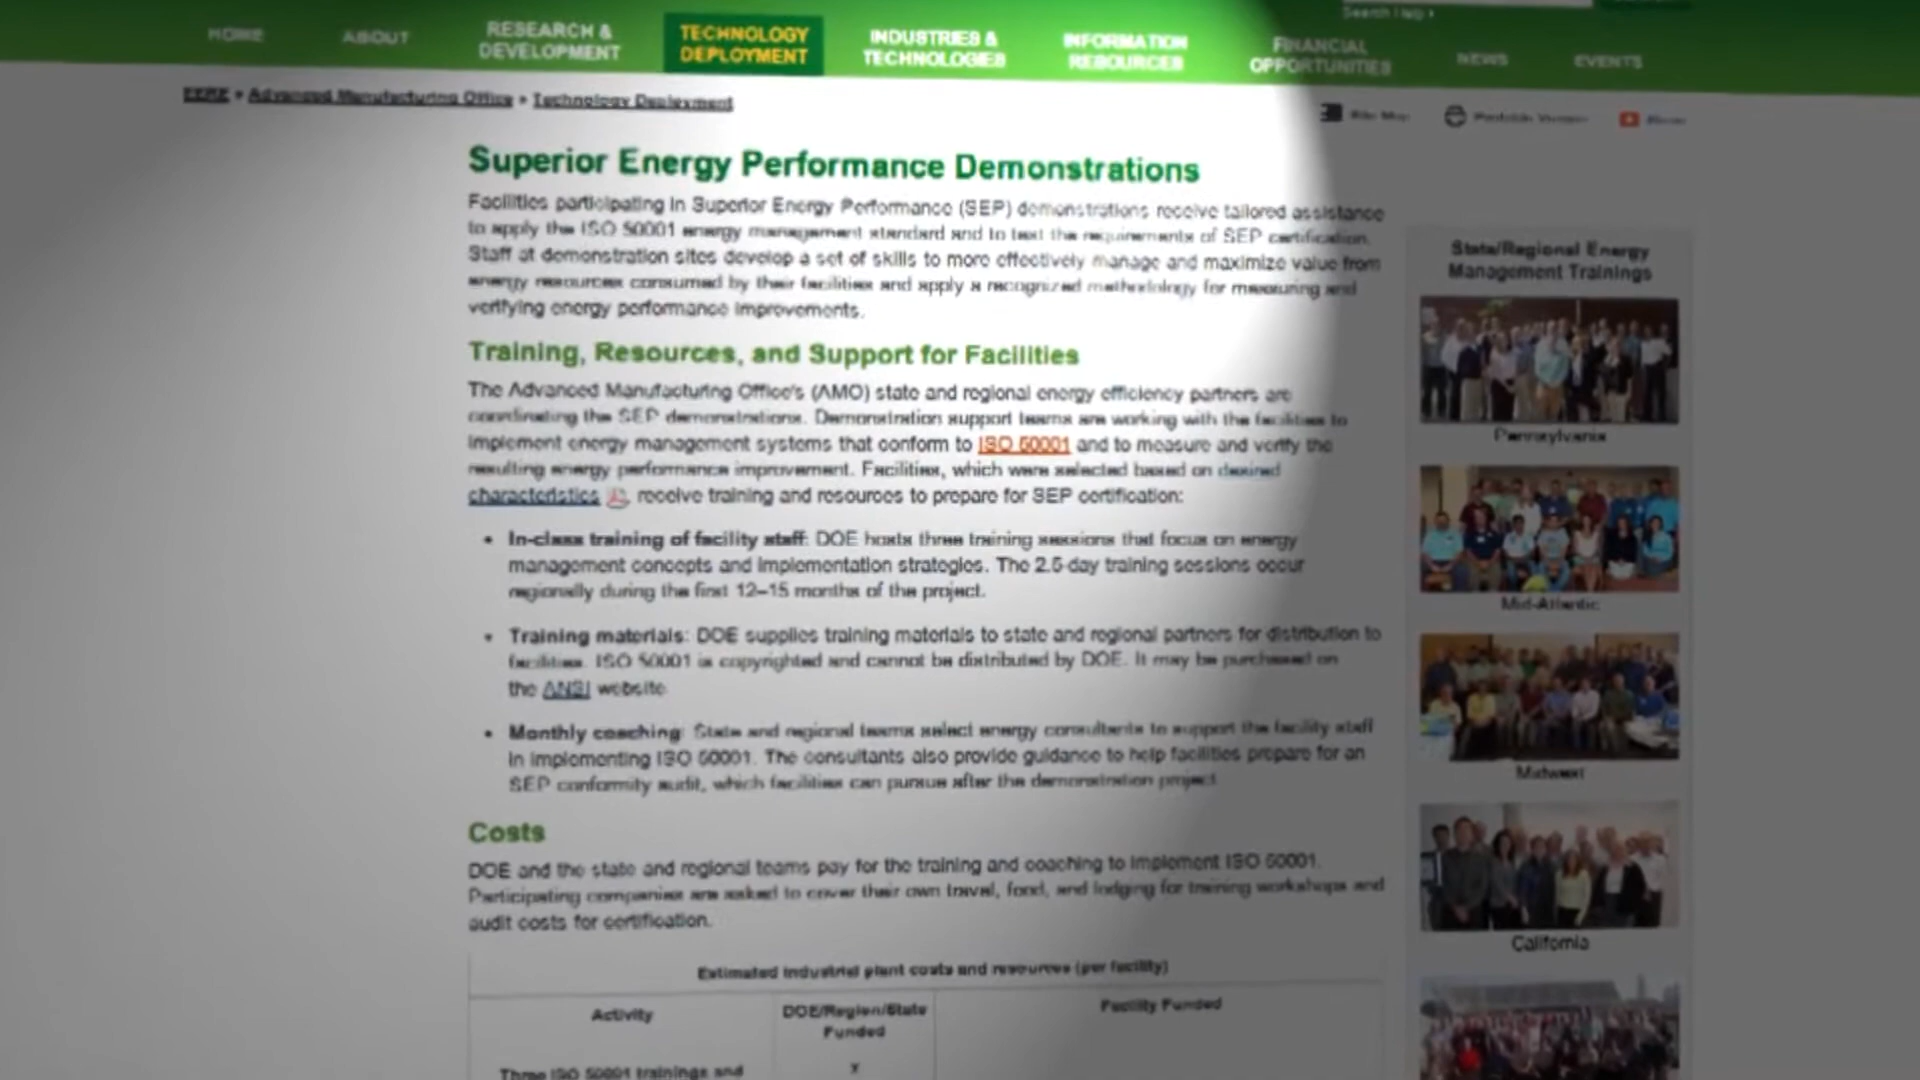 Search Help
HOME
ABOUT
RESEARCH &
DEVELOPMENT
TECHNOLOGY
DEPLOYMENT
INDUSTRIES &
TECHNOLOGIES
INFORMATION
RESOURCES
FINANCIAL
OPPORTUNITIES
NEWS
EVENTS
EERE » Advanced Manufacturing Office » Technology Deployment
Site Map
Printable Version
Share
Superior Energy Performance Demonstrations
Facilities participating in Superior Energy Performance (SEP) demonstrations receive tailored assistance
to apply the ISO 50001 energy management standard and to test the requirements of SEP certification.
Staff at demonstration sites develop a set of skills to more effectively manage and maximize value from
energy resources consumed by their facilities and apply a recognized methodology for measuring and
verifying energy performance improvements.
Training, Resources, and Support for Facilities
The Advanced Manufacturing Office's (AMO) state and regional energy efficiency partners are
coordinating the SEP demonstrations. Demonstration support teams are working with the facilities to
implement energy management systems that conform to ISO 50001 and to measure and verify the
resulting energy performance improvement. Facilities, which were selected based on desired
characteristics, receive training and resources to prepare for SEP certification:
• In-class training of facility staff: DOE hosts three training sessions that focus on energy
management concepts and implementation strategies. The 2.5-day training sessions occur
regionally during the first 12–15 months of the project.
• Training materials: DOE supplies training materials to state and regional partners for distribution to
facilities. ISO 50001 is copyrighted and cannot be distributed by DOE. It may be purchased on
the ANSI website.
• Monthly coaching: State and regional teams select energy consultants to support the facility staff
in implementing ISO 50001. The consultants also provide guidance to help facilities prepare for an
SEP conformity audit, which facilities can pursue after the demonstration project.
Costs
DOE and the state and regional teams pay for the training and coaching to implement ISO 50001.
Participating companies are asked to cover their own travel, food, and lodging for training workshops and
audit costs for certification.
Estimated industrial plant costs and resources (per facility)
Activity
DOE/Region/State
Funded
Facility Funded
Three ISO 50001 trainings and
x
State/Regional Energy
Management Trainings
Pennsylvania
Mid-Atlantic
Midwest
California